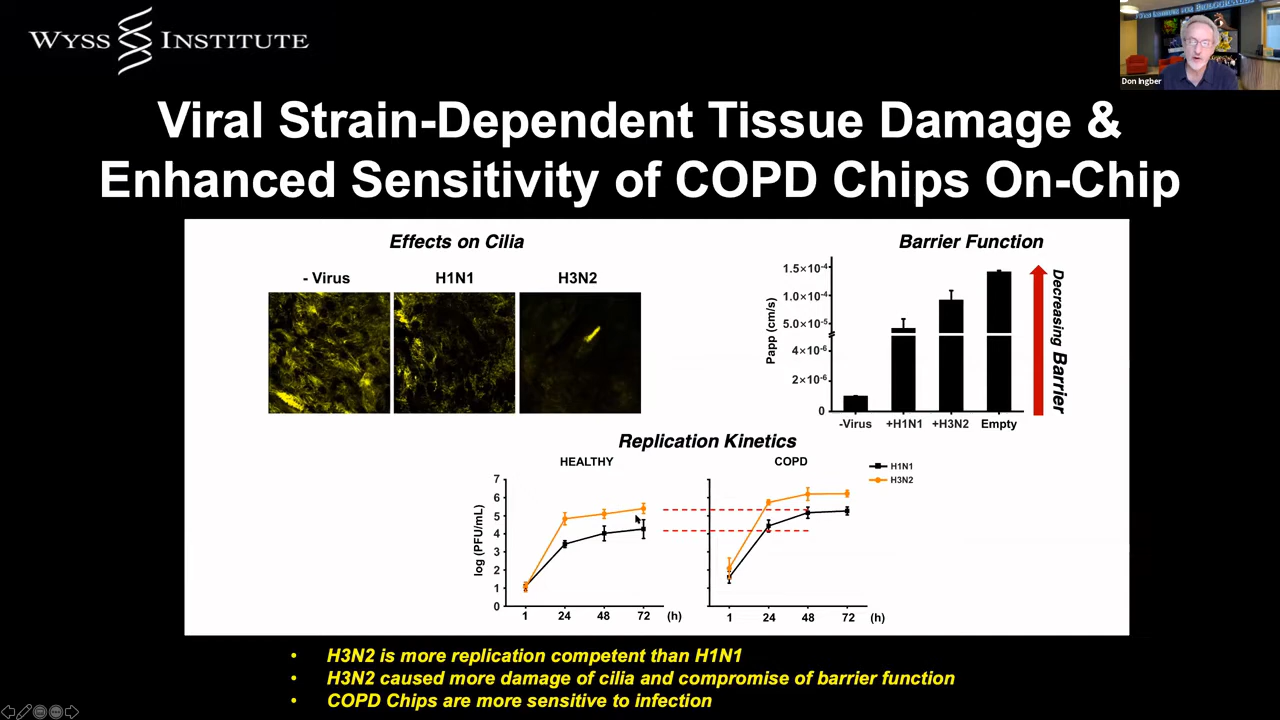 WYSS INSTITUTE
Don Ingber
Viral Strain-Dependent Tissue Damage &
Enhanced Sensitivity of COPD Chips On-Chip
Effects on Cilia
- Virus H1N1 H3N2
Barrier Function
Papp (cm/s)
1.5×10⁻⁴
1.0×10⁻⁴
5.0×10⁻⁵
4×10⁻⁶
2×10⁻⁶
0
-Virus +H1N1 +H3N2 Empty
Decreasing Barrier
Replication Kinetics
HEALTHY COPD
H1N1
H3N2
log (PFU/mL)
7
6
5
4
3
2
1
0
1 24 48 72 (h) 1 24 48 72 (h)
• H3N2 is more replication competent than H1N1
• H3N2 caused more damage of cilia and compromise of barrier function
• COPD Chips are more sensitive to infection